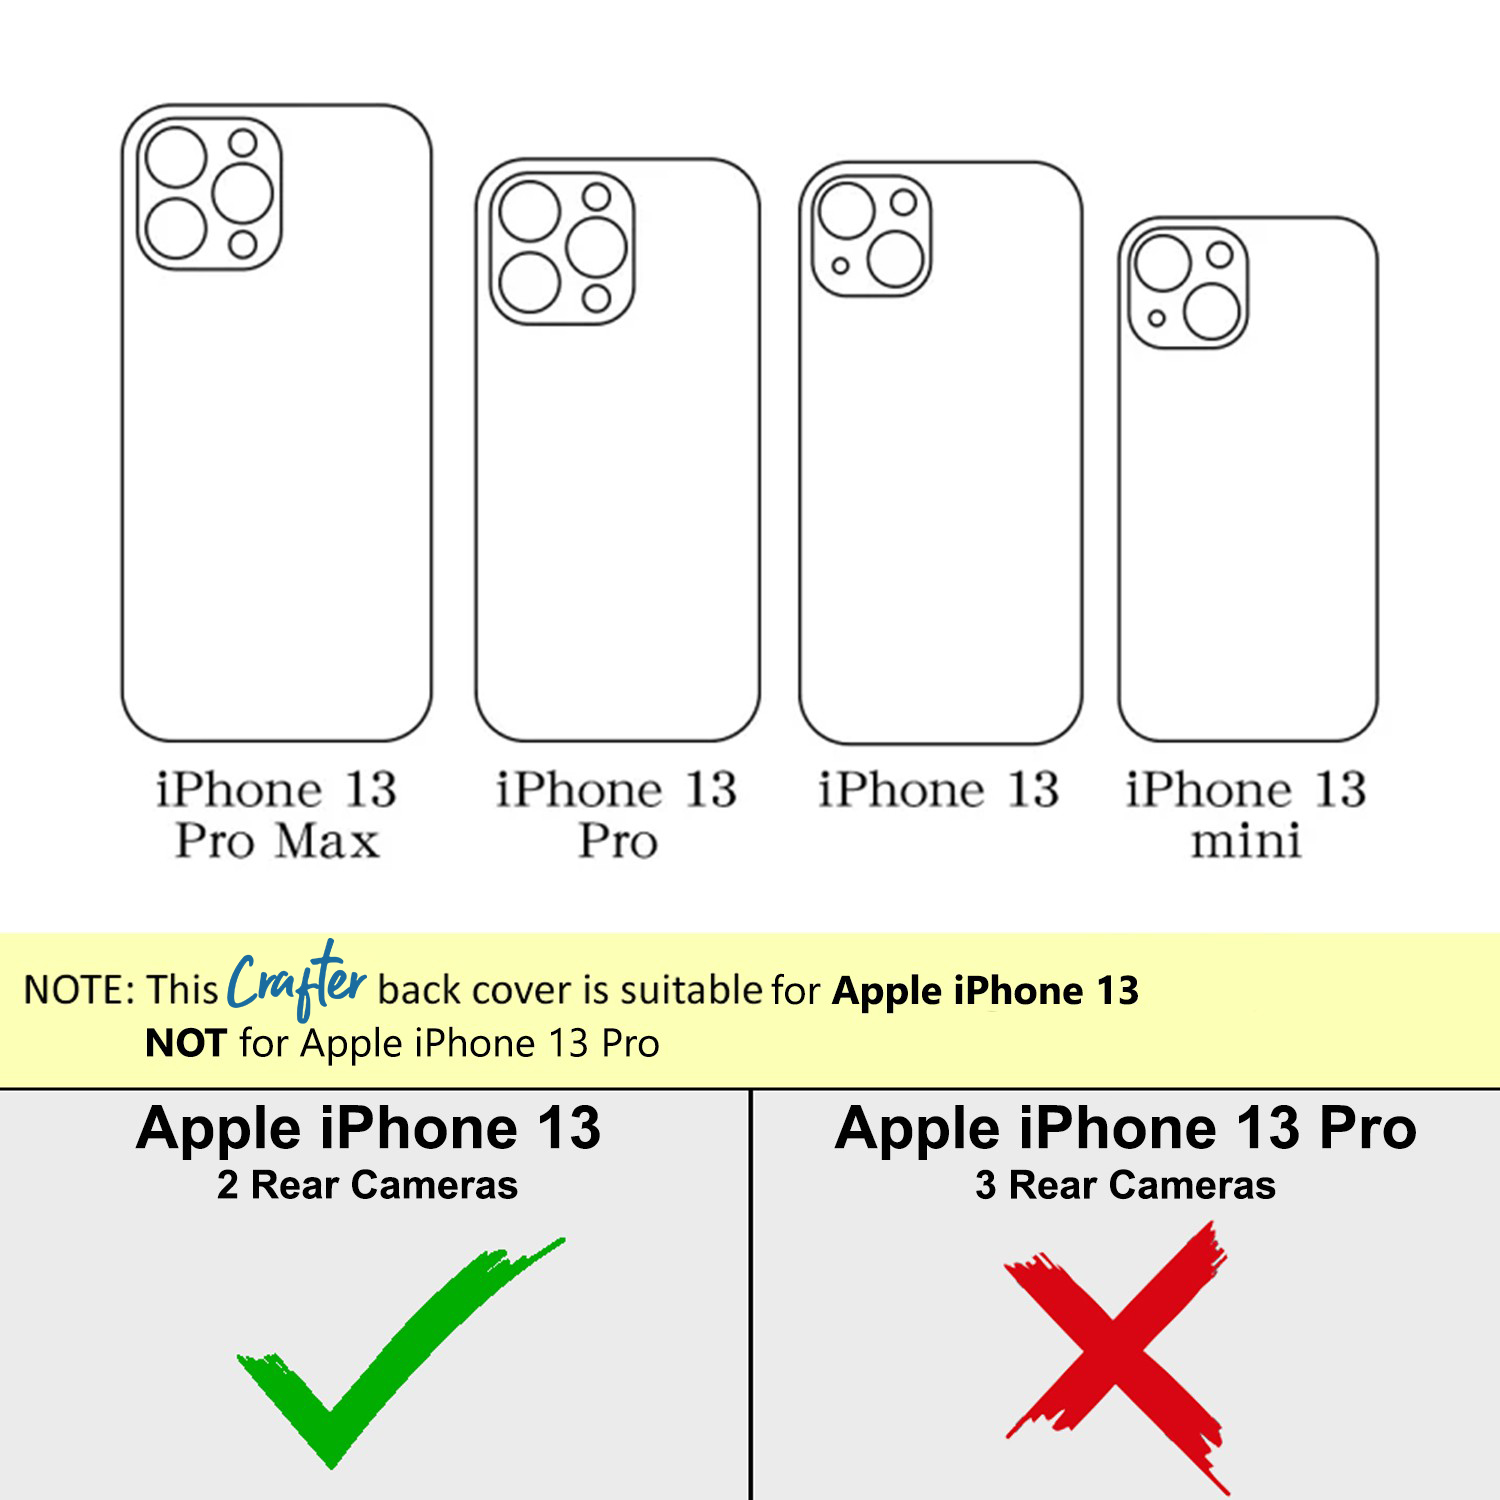 iPhone 13
Pro Max
iPhone 13
Pro
iPhone 13
iPhone 13
mini
NOTE: This Crafter back cover is suitable for Apple iPhone 13
NOT for Apple iPhone 13 Pro
Apple iPhone 13
2 Rear Cameras
Apple iPhone 13 Pro
3 Rear Cameras